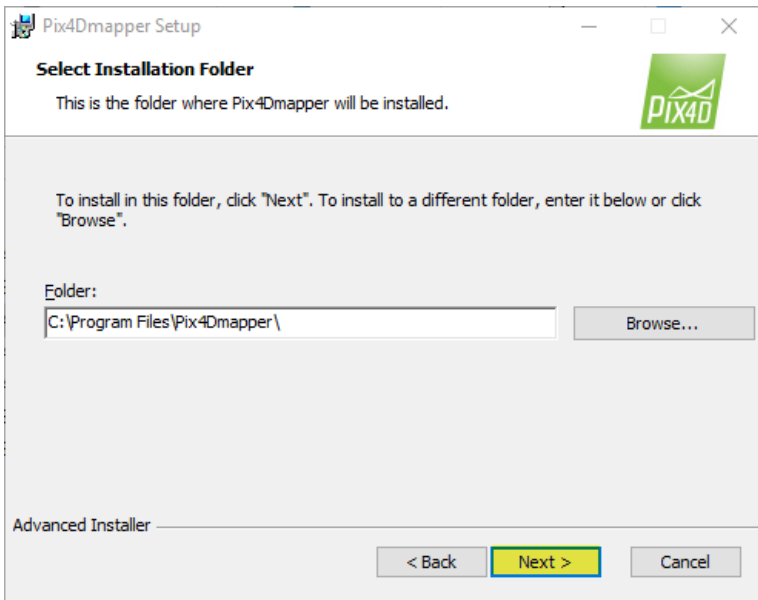 Pix4Dmapper Setup
Select Installation Folder
This is the folder where Pix4Dmapper will be installed.
PIX4D
To install in this folder, click "Next". To install to a different folder, enter it below or click
"Browse".
Folder:
C:\Program Files\Pix4Dmapper\
Browse...
Advanced Installer
< Back
Next >
Cancel